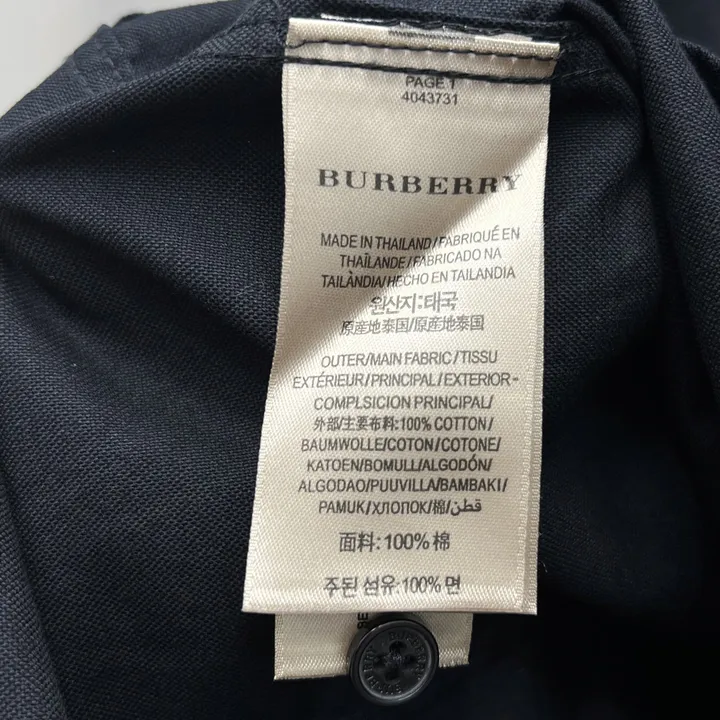 PAGE 1
4043731
BURBERRY
MADE IN THAILAND/FABRIQUÉ EN
THAÏLANDE/FABRICADO NA
TAILÀNDIA/HECHO EN TAILANDIA
원산지:태국
原産地泰国/原産地泰国
OUTER/MAIN FABRIC/TISSU
EXTÉRIEUR/PRINCIPAL/EXTERIOR-
COMPLSICION PRINCIPAL/
外部/主要布料:100% COTTON/
BAUMWOLLE/COTON/COTONE/
KATOEN/BOMULL/ALGODÓN/
ALGODAO/PUUVILLA/BAMBAKI/
PAMUK/ХЛОПОК/棉/قطن/
面料:100% 棉
주된 섬유:100% 면